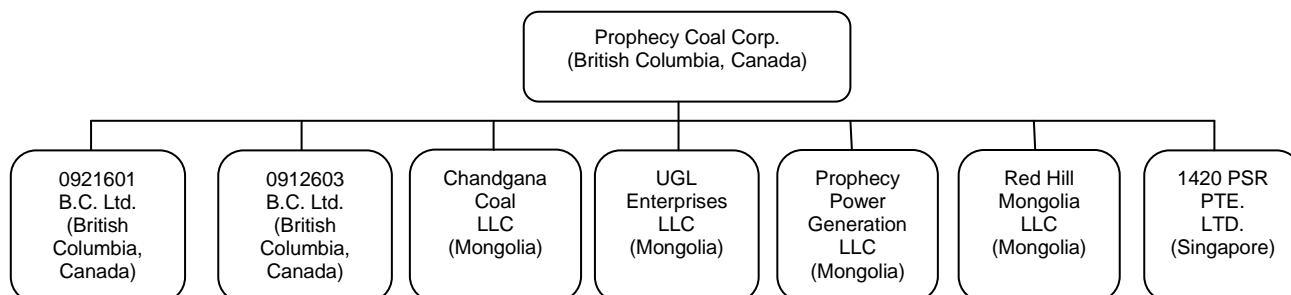 Prophecy Coal Corp.
(British Columbia, Canada)
0921601
B.C. Ltd.
(British
Columbia,
Canada)
0912603
B.C. Ltd.
(British
Columbia,
Canada)
Chandgana
Coal
LLC
(Mongolia)
UGL
Enterprises
LLC
(Mongolia)
Prophecy
Power
Generation
LLC
(Mongolia)
Red Hill
Mongolia
LLC
(Mongolia)
1420 PSR
PTE.
LTD.
(Singapore)